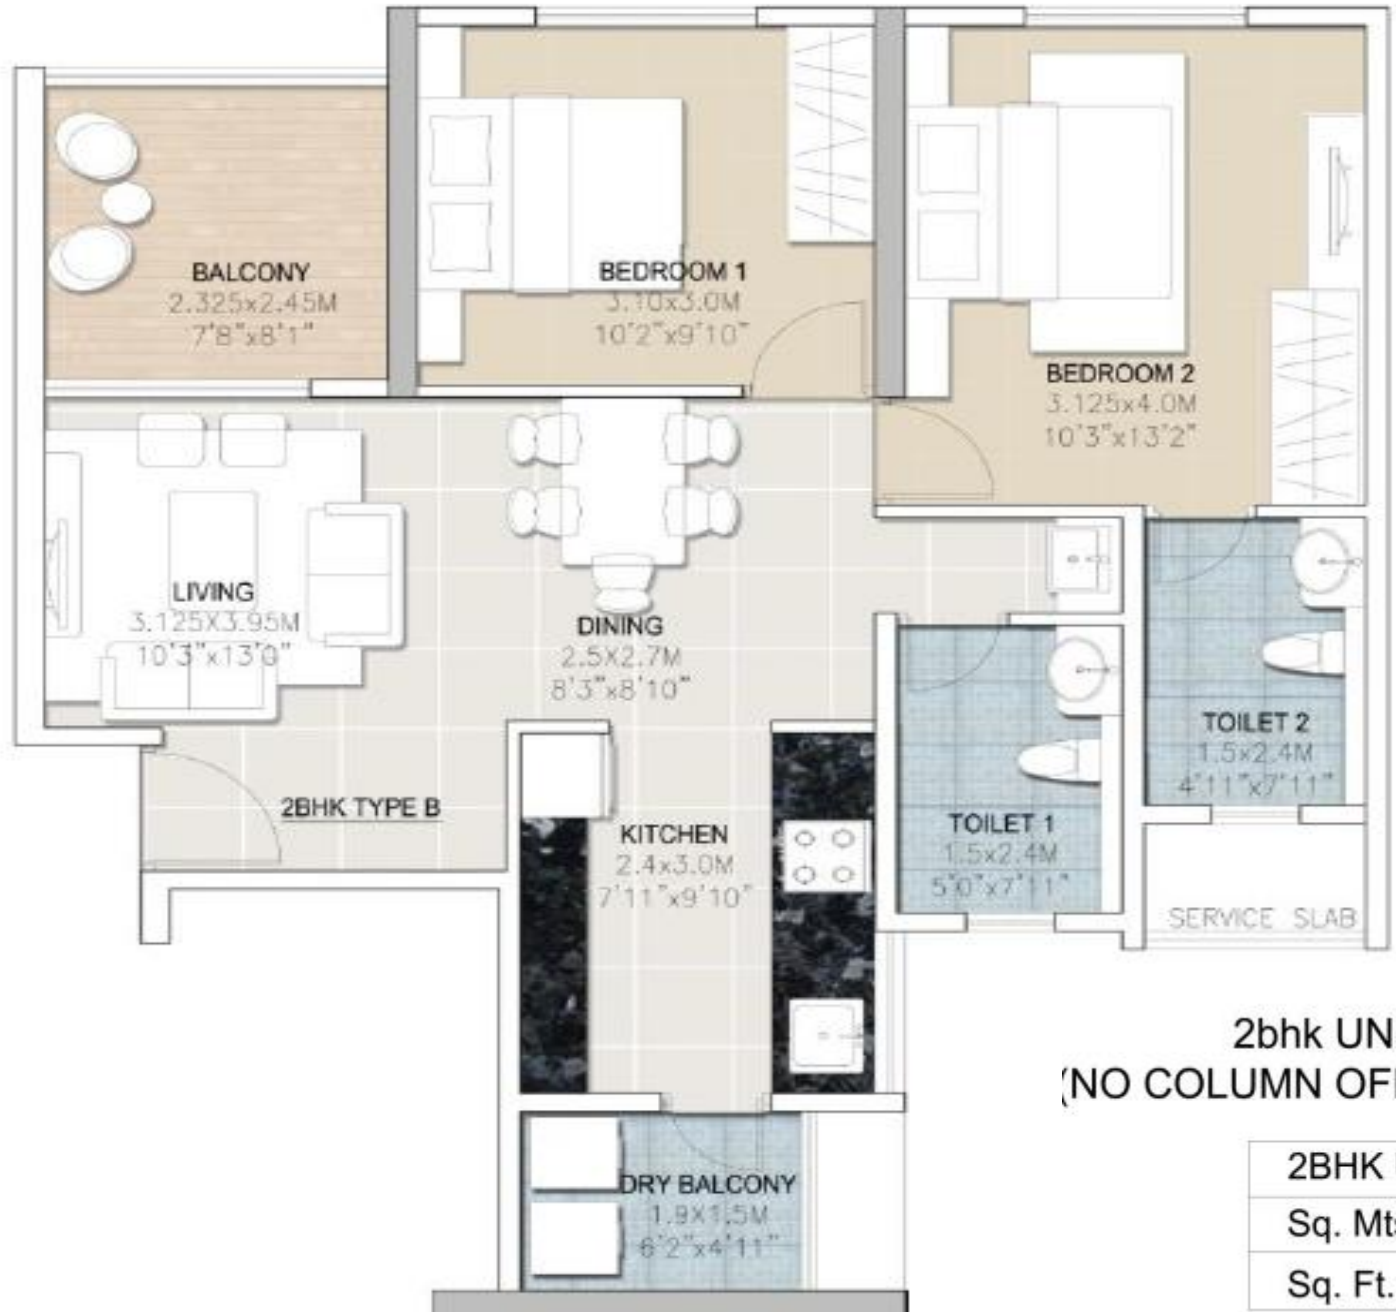 BALCONY
2.325x2.45M
7'8"x8'1"
BEDROOM 1
3.10x3.0M
10'2"x9'10"
BEDROOM 2
3.125x4.0M
10'3"x13'2"
LIVING
3.125X3.95M
10'3"x13'0"
DINING
2.5X2.7M
8'3"x8'10"
2BHK TYPE B
KITCHEN
2.4x3.0M
7'11"x9'10"
TOILET 1
1.5x2.4M
5'0"x7'11"
TOILET 2
1.5x2.4M
4'11"x7'11"
SERVICE SLAB
DRY BALCONY
1.9X1.5M
6'2"x4'11"
2bhk UN
(NO COLUMN OF
2BHK
Sq. Mt
Sq. Ft.